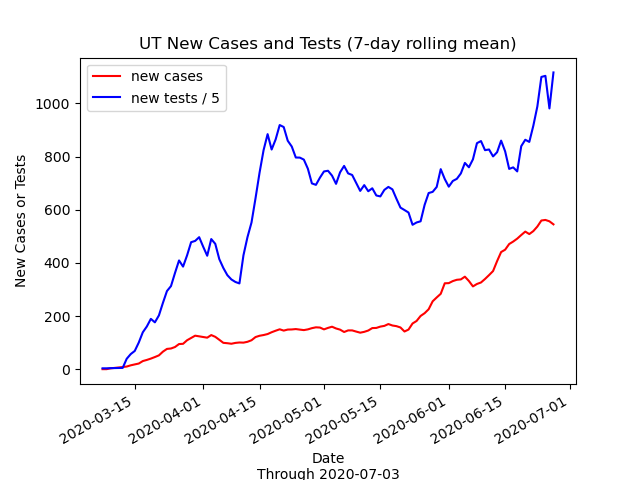 UT New Cases and Tests (7-day rolling mean)
new cases
new tests / 5
New Cases or Tests
1000
800
600
400
200
0
2020-03-15
2020-04-01
2020-04-15
2020-05-01
2020-05-15
2020-06-01
2020-06-15
2020-07-01
Date
Through 2020-07-03